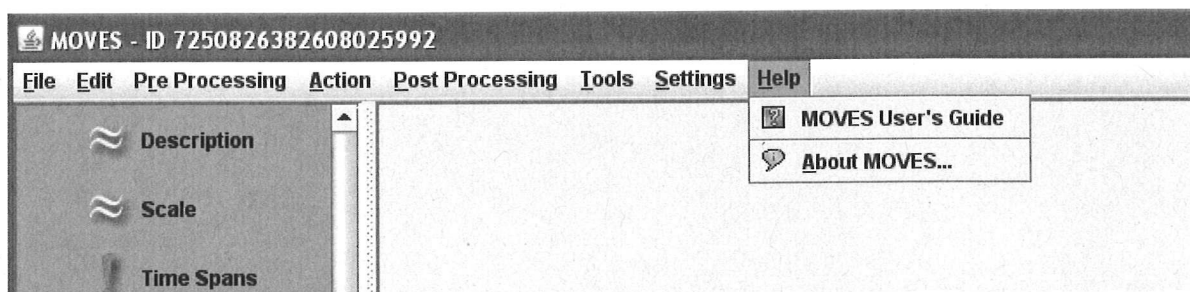 MOVES - ID 7250826382608025992
File Edit Pre Processing Action Post Processing Tools Settings Help
MOVES User's Guide
Description
About MOVES...
Scale
Time Spans